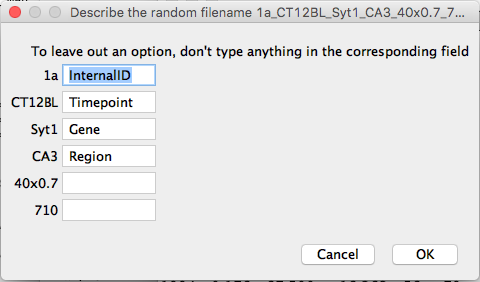 Describe the random filename 1a_CT12BL_Syt1_CA3_40x0.7_7...
To leave out an option, don't type anything in the corresponding field
1a InternalID
CT12BL Timepoint
Syt1 Gene
CA3 Region
40x0.7
710
Cancel OK